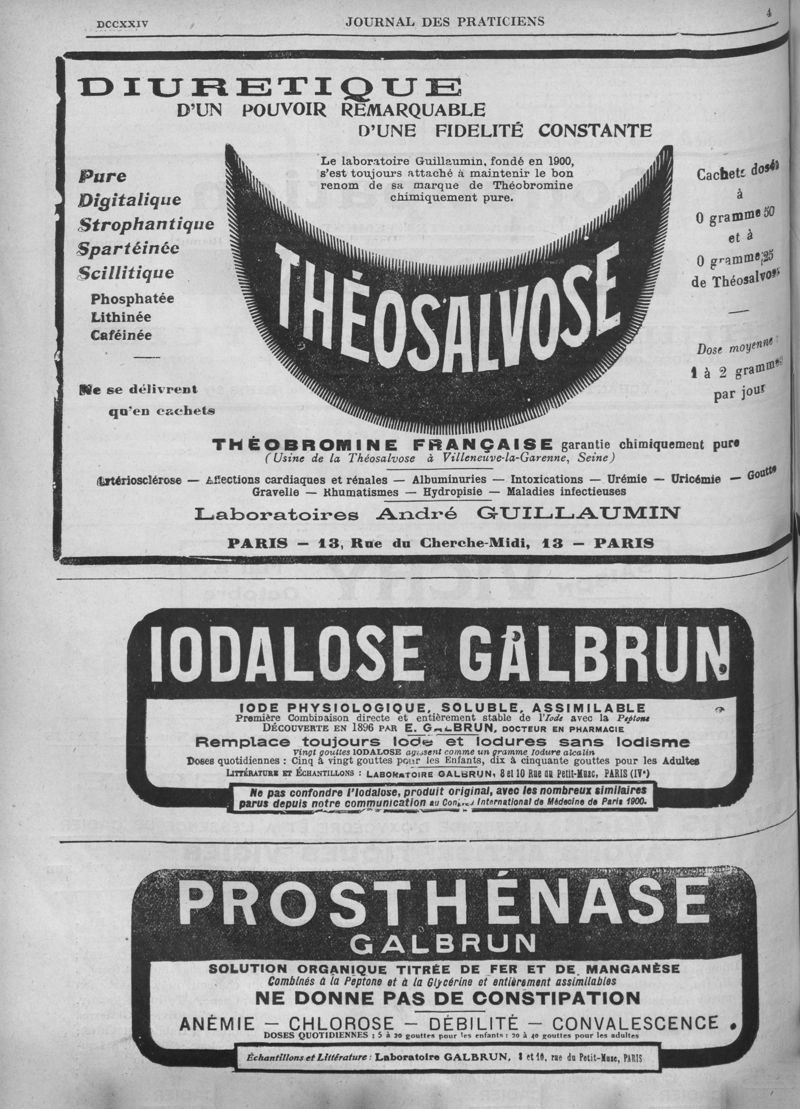 DCCXXIV
JOURNAL DES PRATICIENS
4
DIURETIQUE
D'UN POUVOIR REMARQUABLE
D'UNE FIDELITÉ CONSTANTE
Le laboratoire Guillaumin, fondé en 1900,
s'est toujours attaché à maintenir le bon
renom de sa marque de Théobromine
chimiquement pure.
Pure
Digitalique
Strophantique
Spartéinée
Scillitique
Phosphatée
Lithinée
Caféinée
Ne se délivrent
qu'en cachets
THÉOSALVOSE
Cachets dosés
à
0 gramme 50
et à
0 gramme,25
de Théosalvose
Dose moyenne :
1 à 2 grammes
par jour
THÉOBROMINE FRANÇAISE garantie chimiquement pure
(Usine de la Théosalvose à Villeneuve-la-Garenne, Seine)
Artériosclérose — Affections cardiaques et rénales — Albuminuries — Intoxications — Urémie — Uricémie — Goutte
Gravelle — Rhumatismes — Hydropisie — Maladies infectieuses
Laboratoires André GUILLAUMIN
PARIS — 13, Rue du Cherche-Midi, 13 — PARIS
IODALOSE GALBRUN
IODE PHYSIOLOGIQUE, SOLUBLE, ASSIMILABLE
Première Combinaison directe et entièrement stable de l'Iode avec la Peptone
DÉCOUVERTE EN 1896 PAR E. GALBRUN, DOCTEUR EN PHARMACIE
Remplace toujours Iode et Iodures sans Iodisme
Vingt gouttes IODALOSE agissent comme un gramme Iodure alcalin
Doses quotidiennes : Cinq à vingt gouttes pour les Enfants, dix à cinquante gouttes pour les Adultes
LITTÉRATURE ET ÉCHANTILLONS : LABORATOIRE GALBRUN, 8 et 10 Rue du Petit-Musc, PARIS (IVe)
Ne pas confondre l'Iodalose, produit original, avec les nombreux similaires
parus depuis notre communication au Congrès International de Médecine de Paris 1900.
PROSTHÉNASE
GALBRUN
SOLUTION ORGANIQUE TITRÉE DE FER ET DE MANGANÈSE
Combinés à la Peptone et à la Glycérine et entièrement assimilables
NE DONNE PAS DE CONSTIPATION
ANÉMIE — CHLOROSE — DÉBILITÉ — CONVALESCENCE
DOSES QUOTIDIENNES : 5 à 20 gouttes pour les enfants ; 20 à 40 gouttes pour les adultes
Échantillons et Littérature : Laboratoire GALBRUN, 8 et 10, rue du Petit-Musc, PARIS